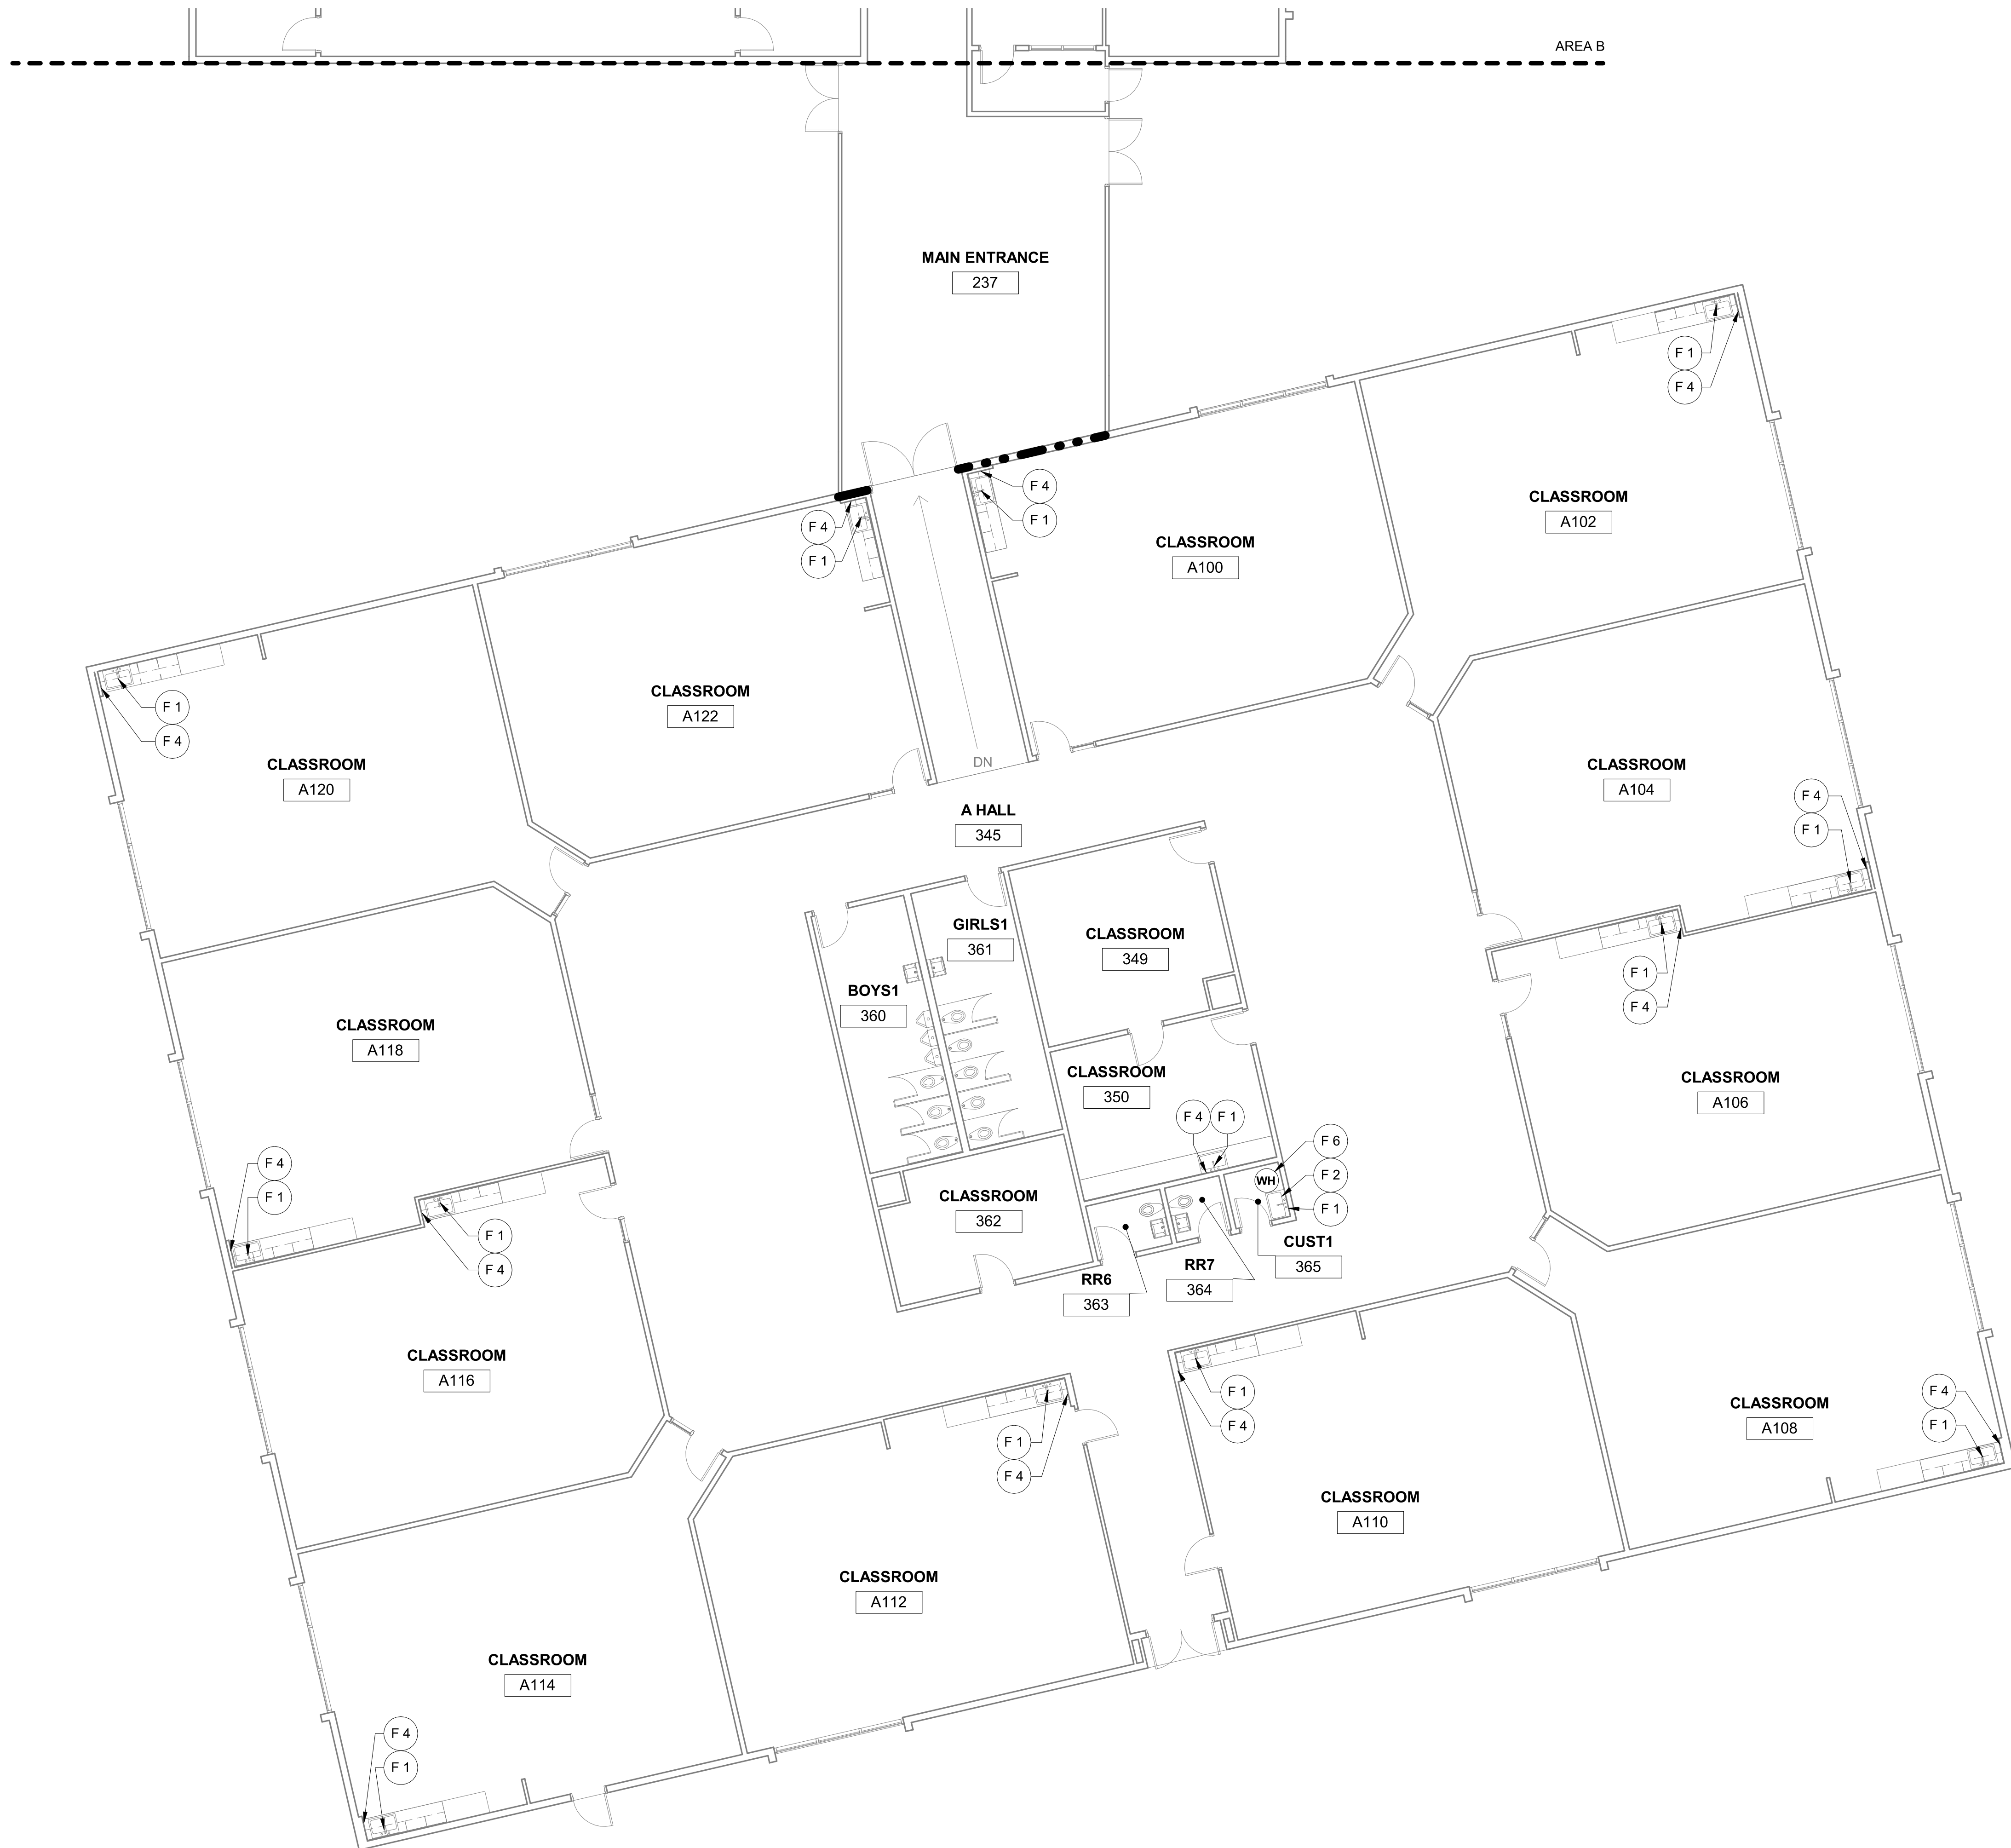 AREA B
MAIN ENTRANCE
237
F 1
F 4
F 4
F 1
F 4
F 1
CLASSROOM
A102
CLASSROOM
A100
CLASSROOM
A122
F 1
F 4
CLASSROOM
A120
DN
CLASSROOM
A104
F 4
F 1
A HALL
345
GIRLS1
361
CLASSROOM
349
F 1
F 4
BOYS1
360
CLASSROOM
A118
CLASSROOM
350
CLASSROOM
A106
F 4
F 1
F 6
F 2
F 1
WH
F 4
F 1
CLASSROOM
362
F 1
F 4
CUST1
365
RR7
364
RR6
363
CLASSROOM
A116
F 1
F 4
F 4
F 1
CLASSROOM
A108
F 1
F 4
CLASSROOM
A110
CLASSROOM
A112
CLASSROOM
A114
F 4
F 1